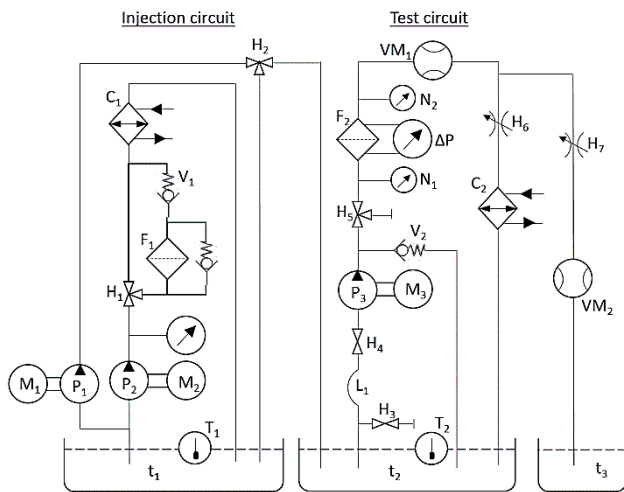 Injection circuit
Test circuit
H2
VM1
C1
N2
F2
ΔP
H6
H7
V1
N1
C2
H5
F1
V2
VM2
H1
P3
M3
H4
M1
P1
P2
M2
L1
H3
T1
T2
t1
t2
t3